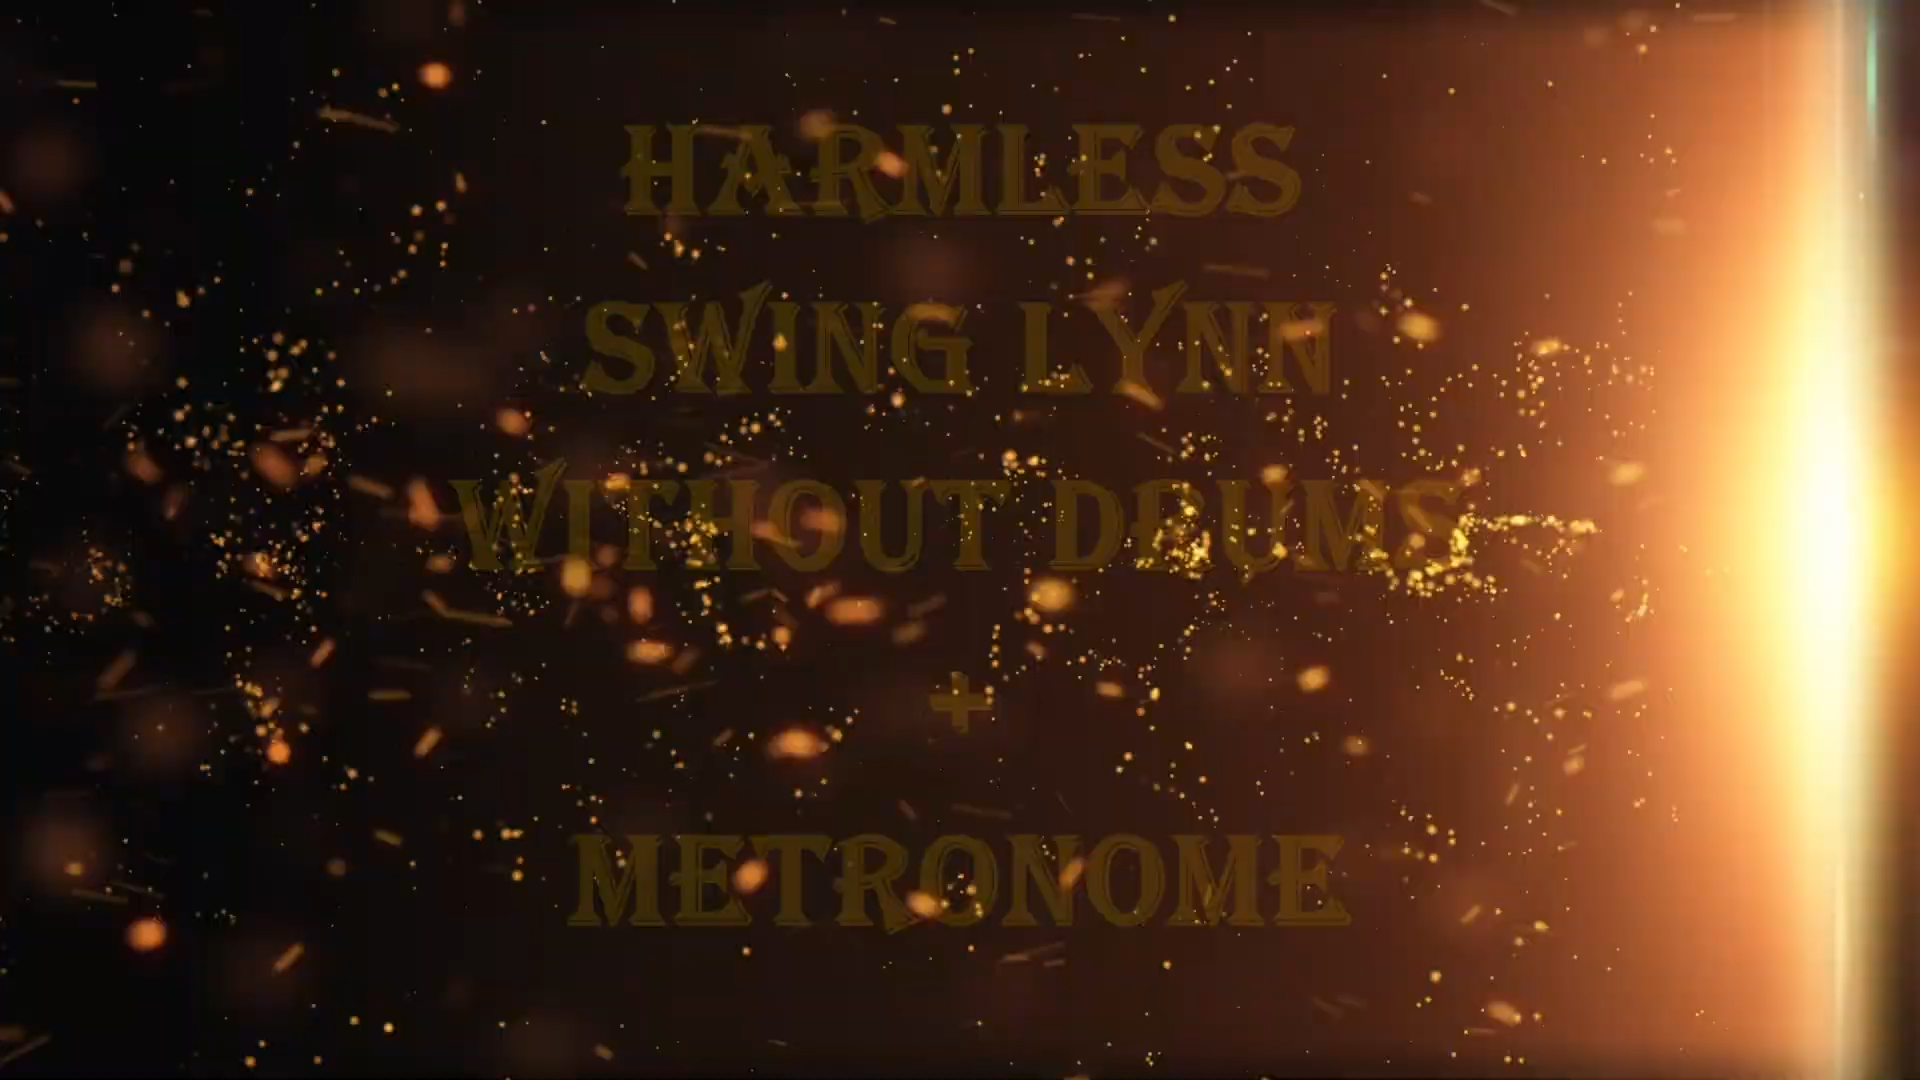 HARMLESS
SWING LYNN
WITHOUT DRUMS
+
METRONOME